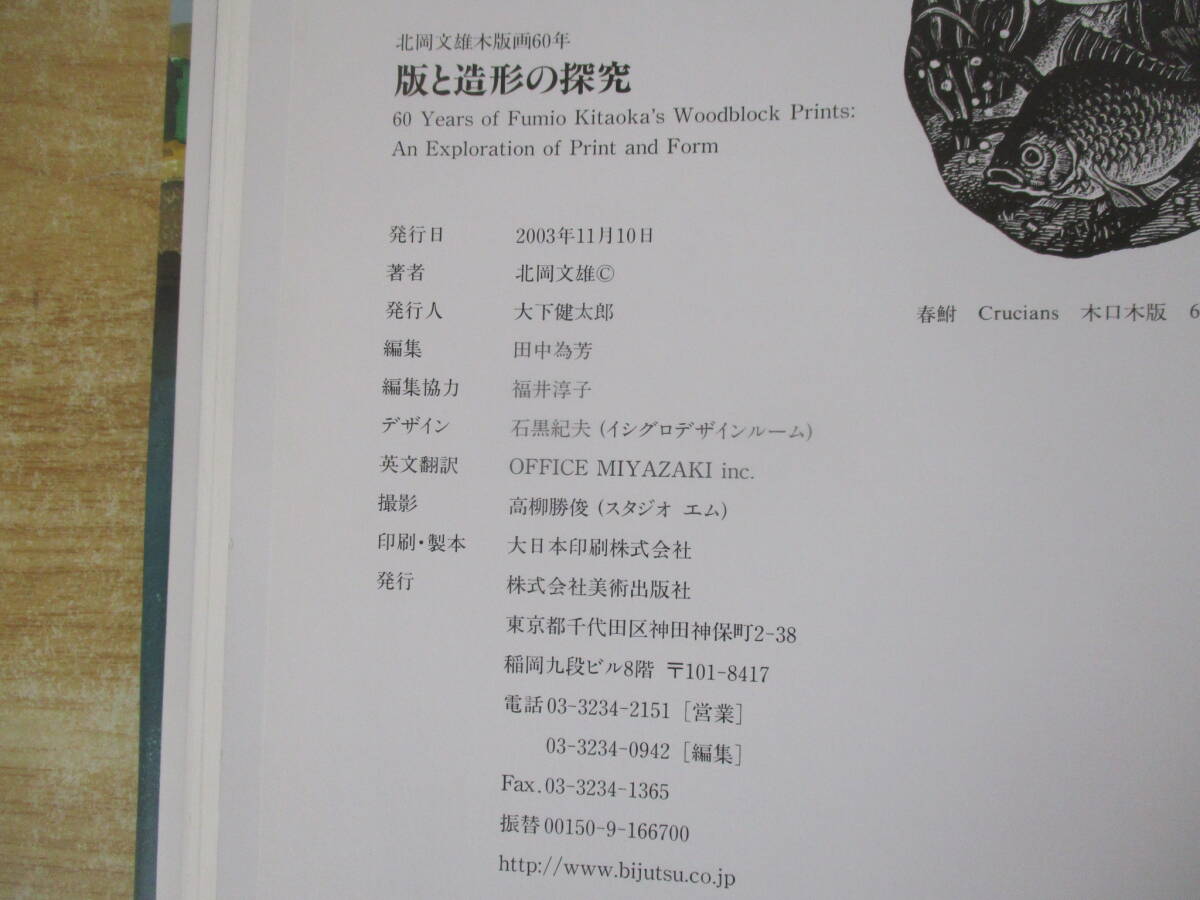 北岡文雄木版画60年
版と造形の探究
60 Years of Fumio Kitaoka's Woodblock Prints:
An Exploration of Print and Form
発行日 2003年11月10日
著者 北岡文雄©
発行人 大下健太郎
編集 田中為芳
編集協力 福井淳子
デザイン 石黒紀夫 (イシグロデザインルーム)
英文翻訳 OFFICE MIYAZAKI inc.
撮影 高柳勝俊 (スタジオ エム)
印刷・製本 大日本印刷株式会社
発行 株式会社美術出版社
東京都千代田区神田神保町2-38
稲岡九段ビル8階 〒101-8417
電話03-3234-2151 [営業]
03-3234-0942 [編集]
Fax.03-3234-1365
振替00150-9-166700
http://www.bijutsu.co.jp
春鮒 Crucians 木口木版 6